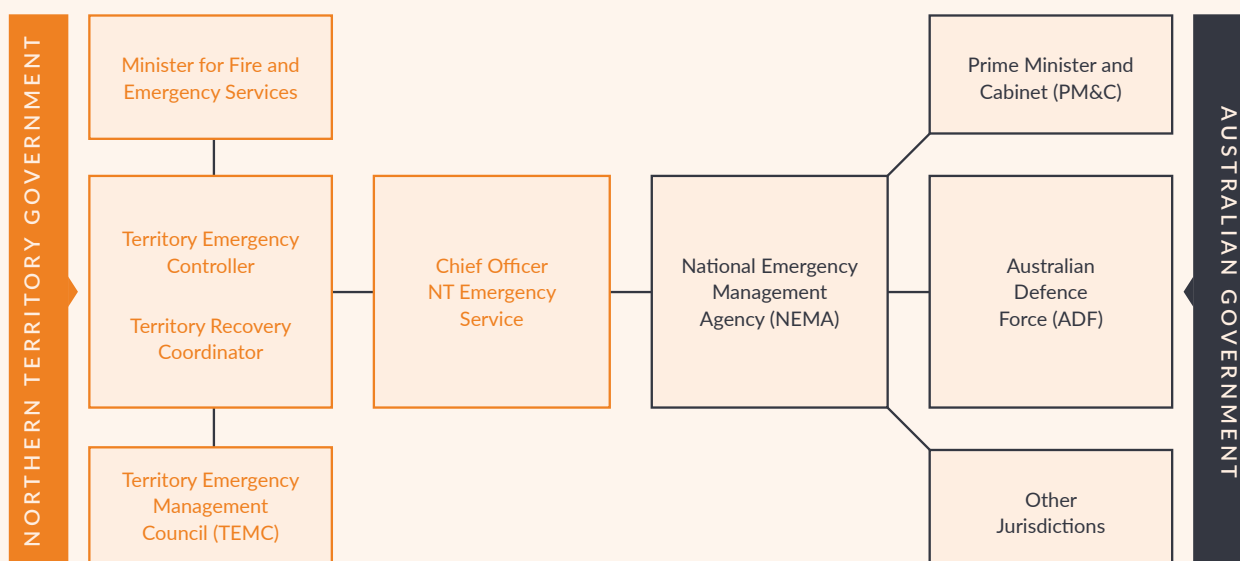 NORTHERN TERRITORY GOVERNMENT
Minister for Fire and
Emergency Services
Territory Emergency
Controller
Territory Recovery
Coordinator
Territory Emergency
Management
Council (TEMC)
Chief Officer
NT Emergency
Service
National Emergency
Management
Agency (NEMA)
Prime Minister and
Cabinet (PM&C)
Australian
Defence
Force (ADF)
Other
Jurisdictions
AUSTRALIAN GOVERNMENT